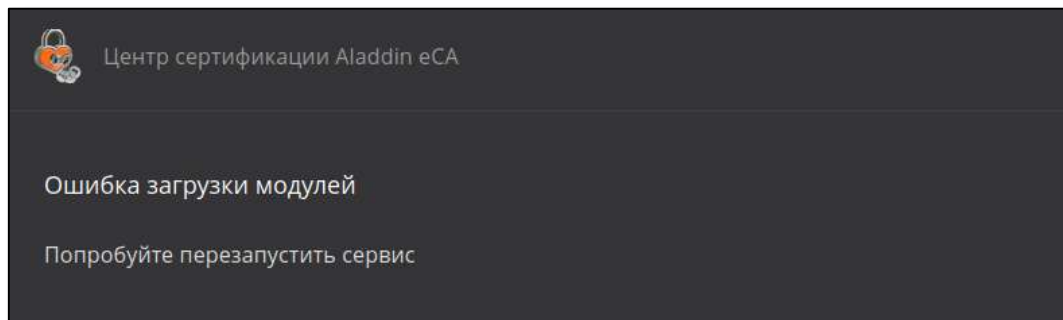 Центр сертификации Aladdin eCA
Ошибка загрузки модулей
Попробуйте перезапустить сервис